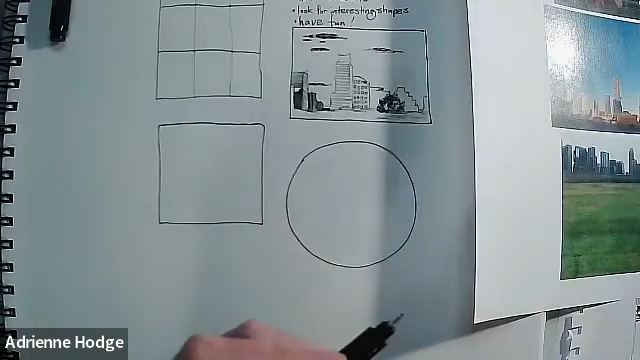 • look for interesting shapes
• have fun!
Adrienne Hodge